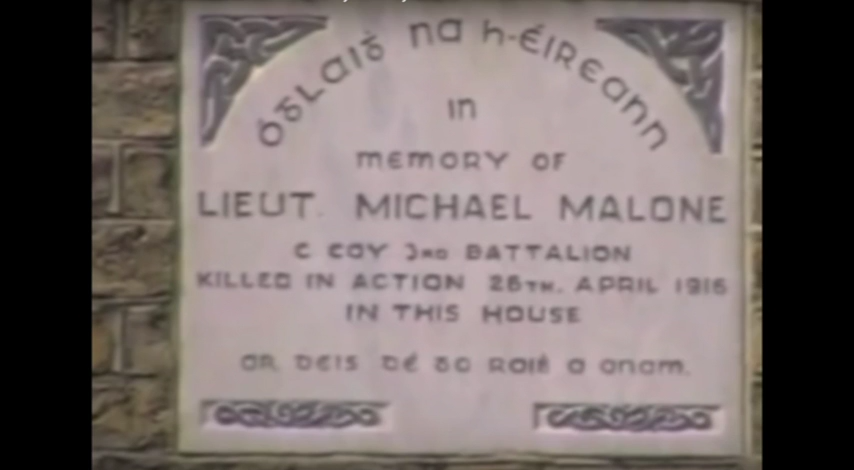 Óglaiġ na h-Éireann
in
MEMORY OF
LIEUT. MICHAEL MALONE
C COY 3RD BATTALION
KILLED IN ACTION 26TH. APRIL 1916
IN THIS HOUSE
ar deis dé go raiḃ a anam.